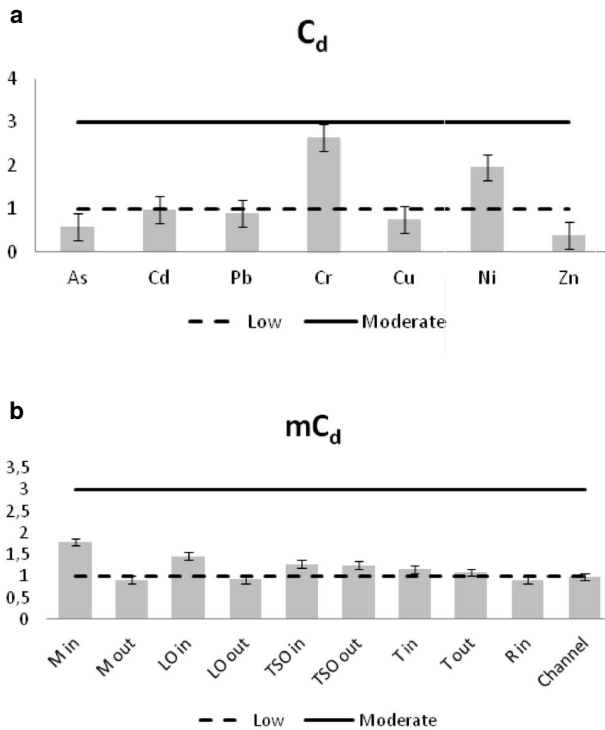 a
C_d
4
3
2
1
0
As Cd Pb Cr Cu Ni Zn
Low Moderate
b
mC_d
3,5
3
2,5
2
1,5
1
0,5
0
M in M out LO in LO out TSO in TSO out T in T out R in Channel
Low Moderate